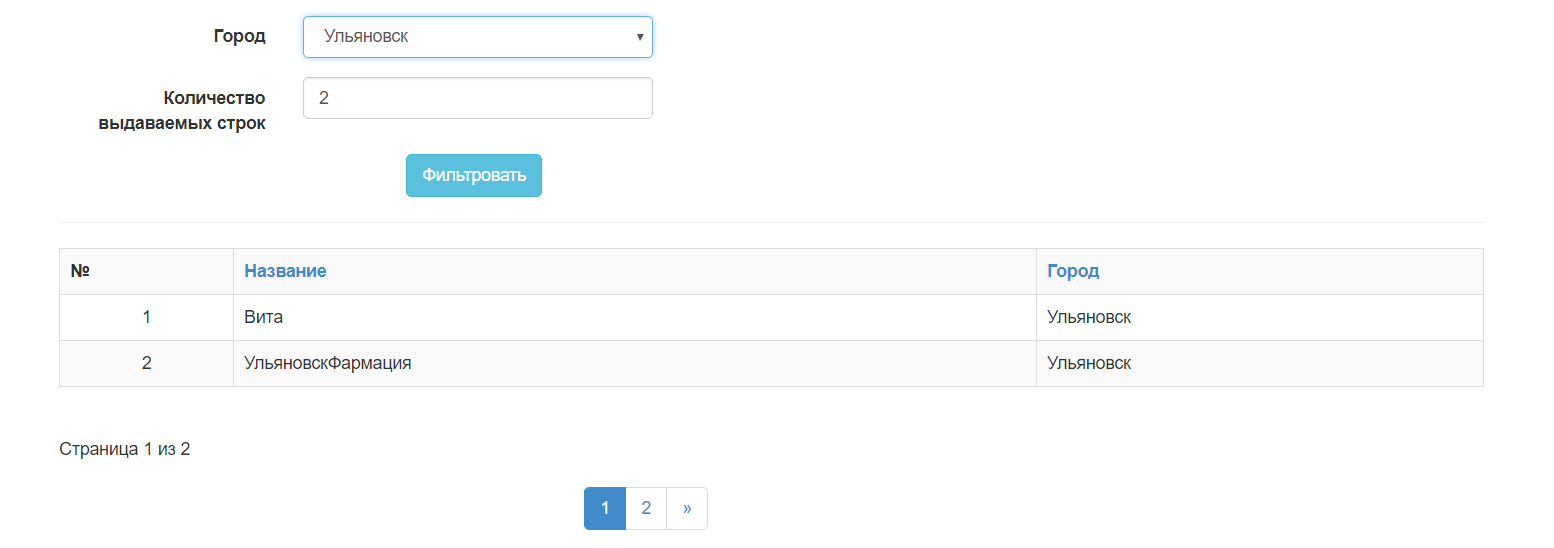 Город Ульяновск
Количество
выдаваемых строк 2
Фильтровать
№ Название Город
1 Вита Ульяновск
2 УльяновскФармация Ульяновск
Страница 1 из 2
1 2 »